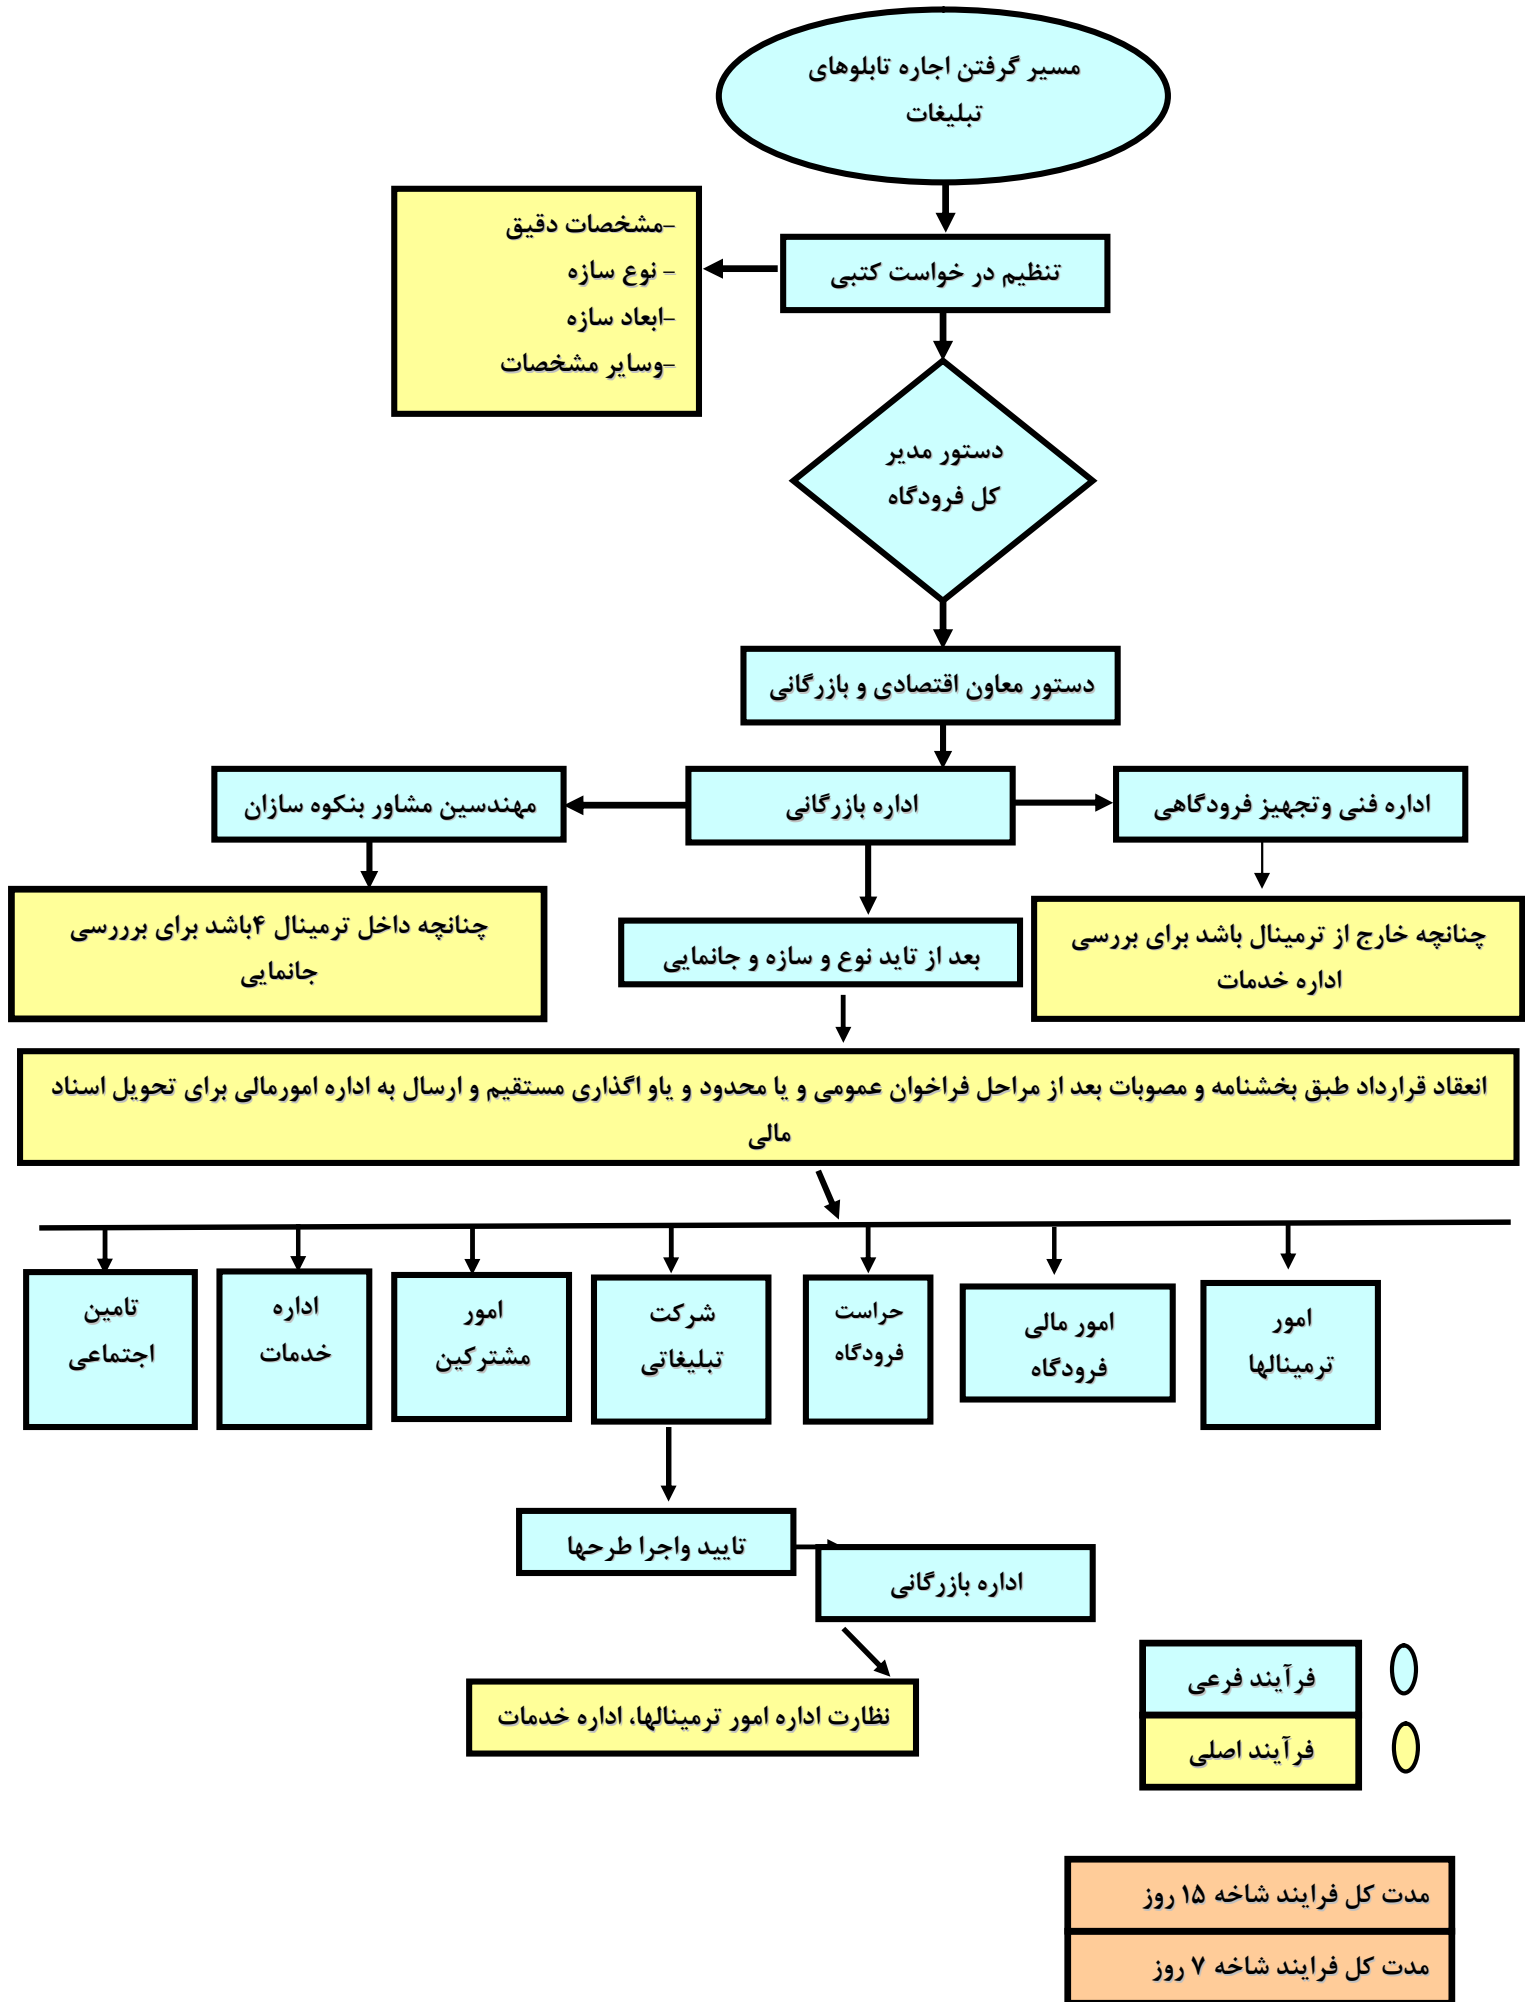 مسیر گرفتن اجاره تابلوهای
تبلیغات
تنظیم در خواست کتبی
-مشخصات دقیق
- نوع سازه
-ابعاد سازه
-وسایر مشخصات
دستور مدیر
کل فرودگاه
دستور معاون اقتصادی و بازرگانی
اداره فنی وتجهیز فرودگاهی
اداره بازرگانی
مهندسین مشاور بنکوه سازان
چنانچه خارج از ترمینال باشد برای بررسی
اداره خدمات
بعد از تاید نوع و سازه و جانمایی
چنانچه داخل ترمینال ۴باشد برای برررسی
جانمایی
انعقاد قرارداد طبق بخشنامه و مصوبات بعد از مراحل فراخوان عمومی و یا محدود و یاو اگذاری مستقیم و ارسال به اداره امورمالی برای تحویل اسناد
مالی
امور
ترمینالها
امور مالی
فرودگاه
حراست
فرودگاه
شرکت
تبلیغاتی
امور
مشترکین
اداره
خدمات
تامین
اجتماعی
تایید واجرا طرحها
اداره بازرگانی
نظارت اداره امور ترمینالها، اداره خدمات
فرآیند فرعی
فرآیند اصلی
مدت کل فرایند شاخه ۱۵ روز
مدت کل فرایند شاخه ۷ روز